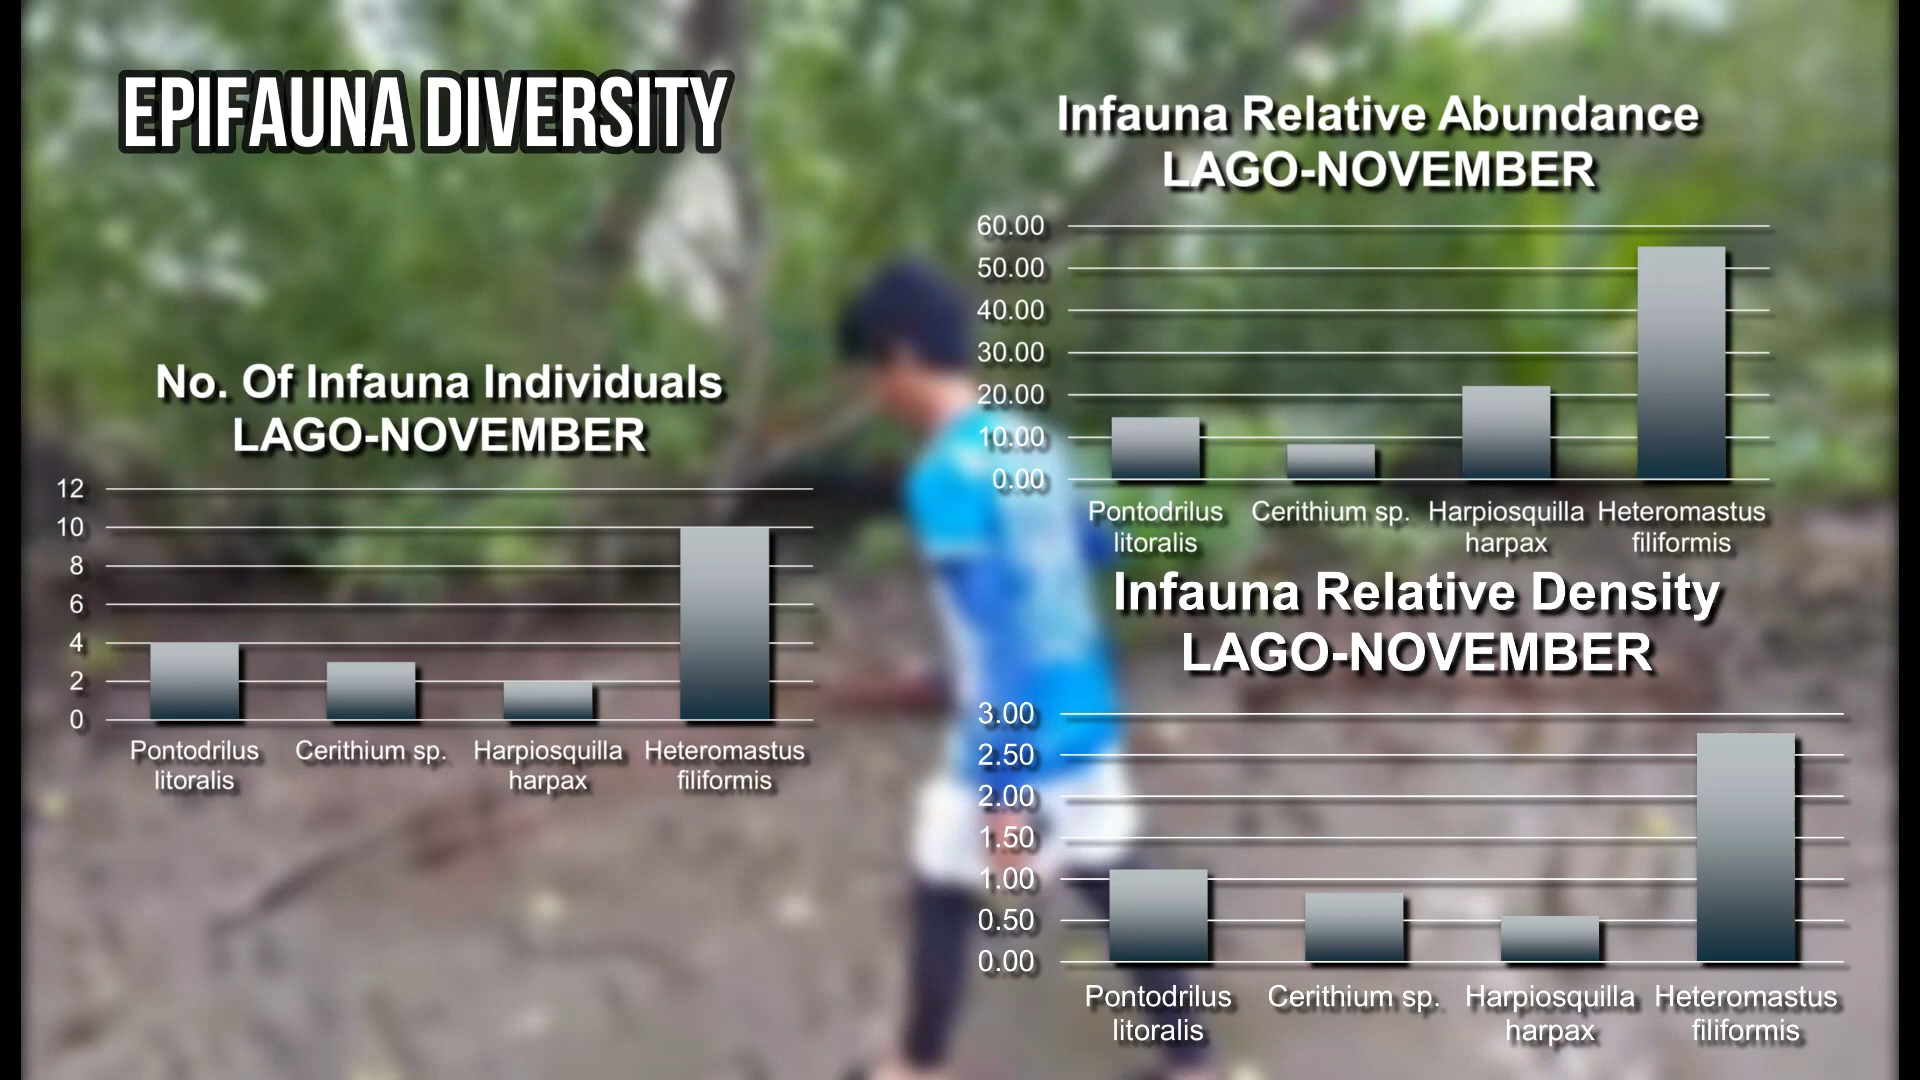 EPIFAUNA DIVERSITY
No. Of Infauna Individuals
LAGO-NOVEMBER
12
10
8
6
4
2
0
Pontodrilus litoralis
Cerithium sp.
Harpiosquilla harpax
Heteromastus filiformis
Infauna Relative Abundance
LAGO-NOVEMBER
60.00
50.00
40.00
30.00
20.00
10.00
0.00
Pontodrilus litoralis
Cerithium sp.
Harpiosquilla harpax
Heteromastus filiformis
Infauna Relative Density
LAGO-NOVEMBER
3.00
2.50
2.00
1.50
1.00
0.50
0.00
Pontodrilus litoralis
Cerithium sp.
Harpiosquilla harpax
Heteromastus filiformis